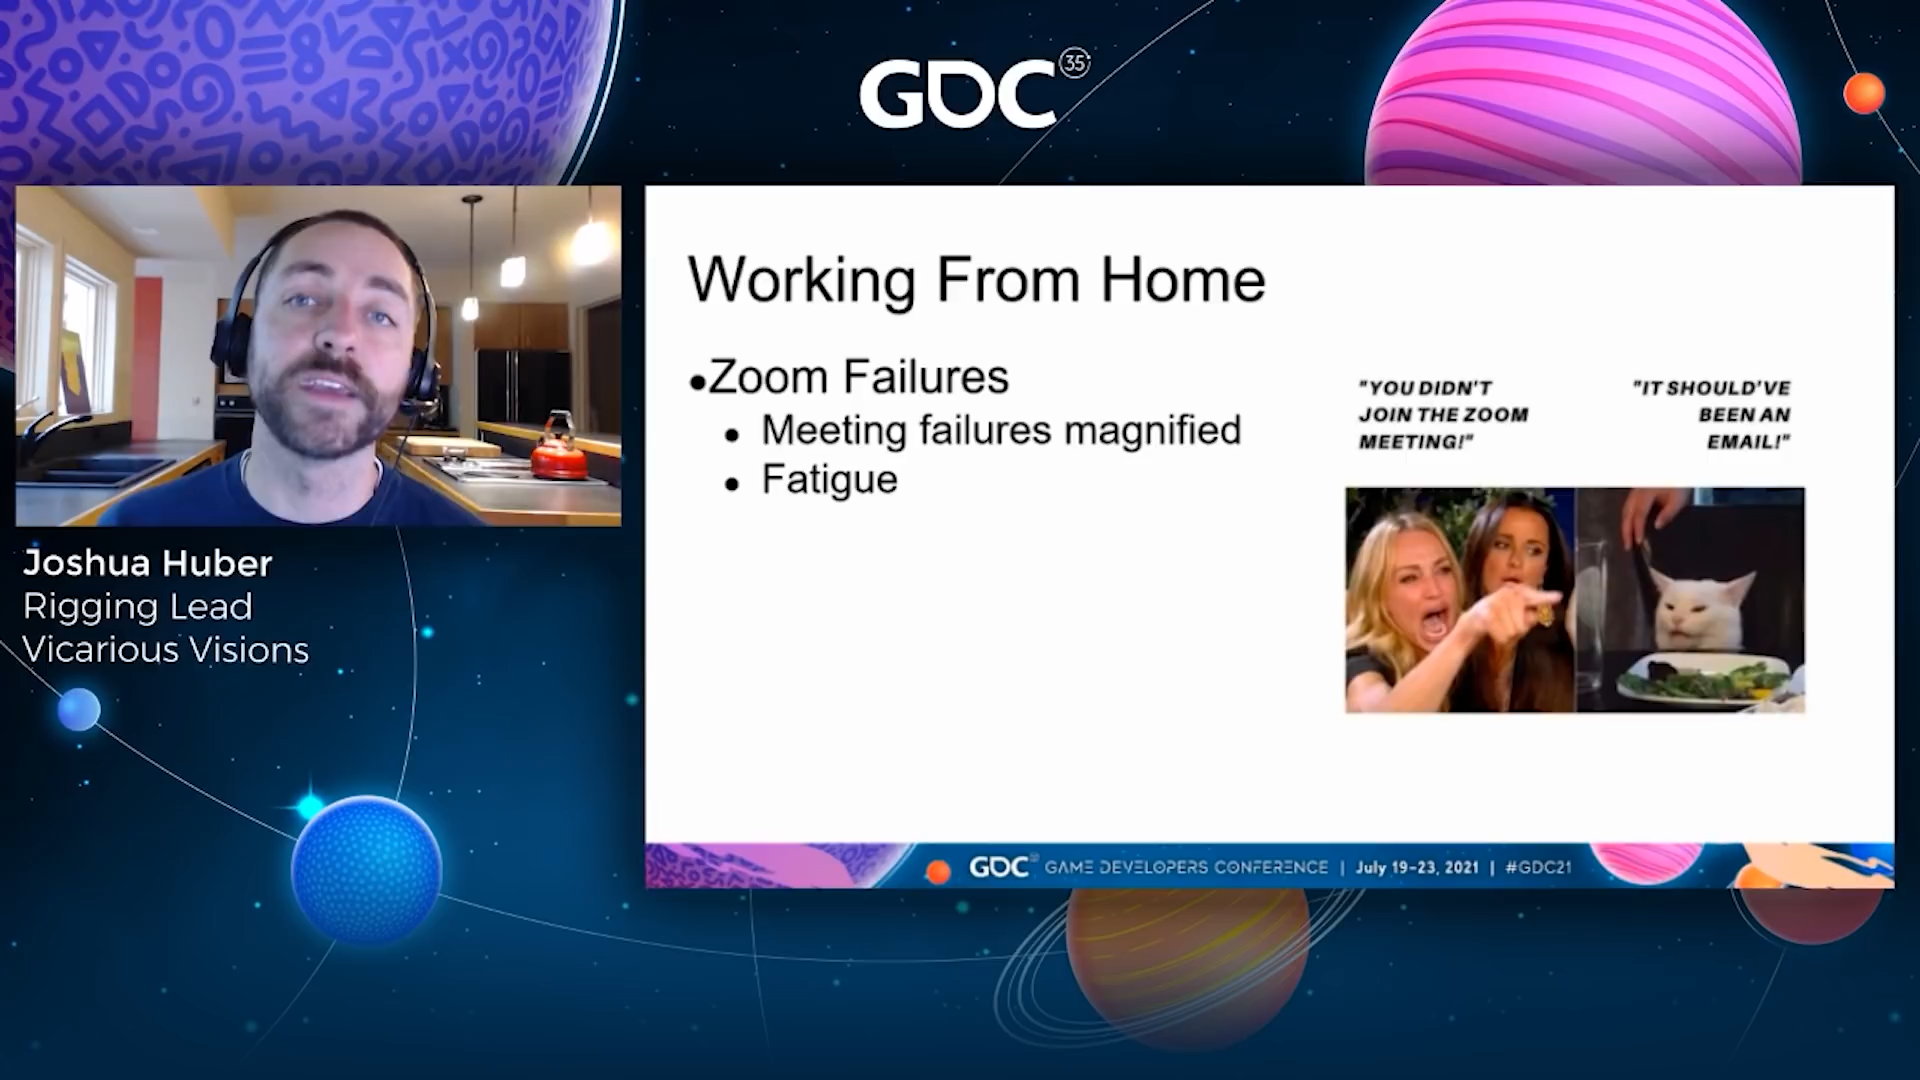 GDC 35
Joshua Huber
Rigging Lead
Vicarious Visions
Working From Home
•Zoom Failures
• Meeting failures magnified
• Fatigue
"YOU DIDN'T
JOIN THE ZOOM
MEETING!"
"IT SHOULD'VE
BEEN AN
EMAIL!"
GDC GAME DEVELOPERS CONFERENCE | July 19-23, 2021 | #GDC21